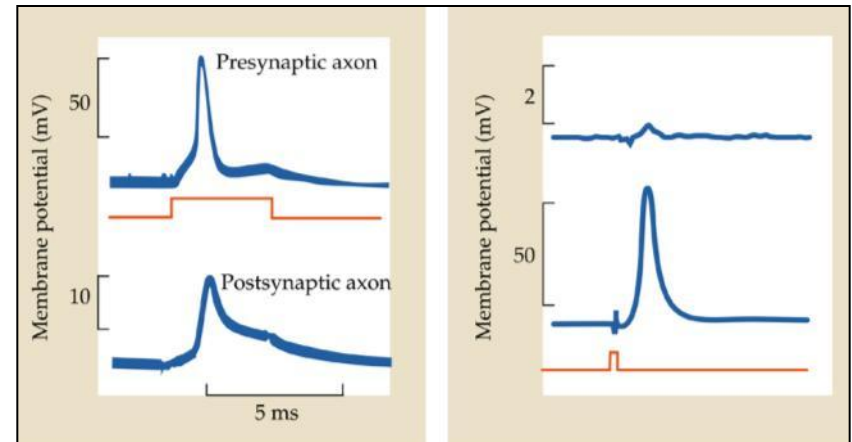 Membrane potential (mV)
50
Presynaptic axon
10
Postsynaptic axon
5 ms
Membrane potential (mV)
2
50